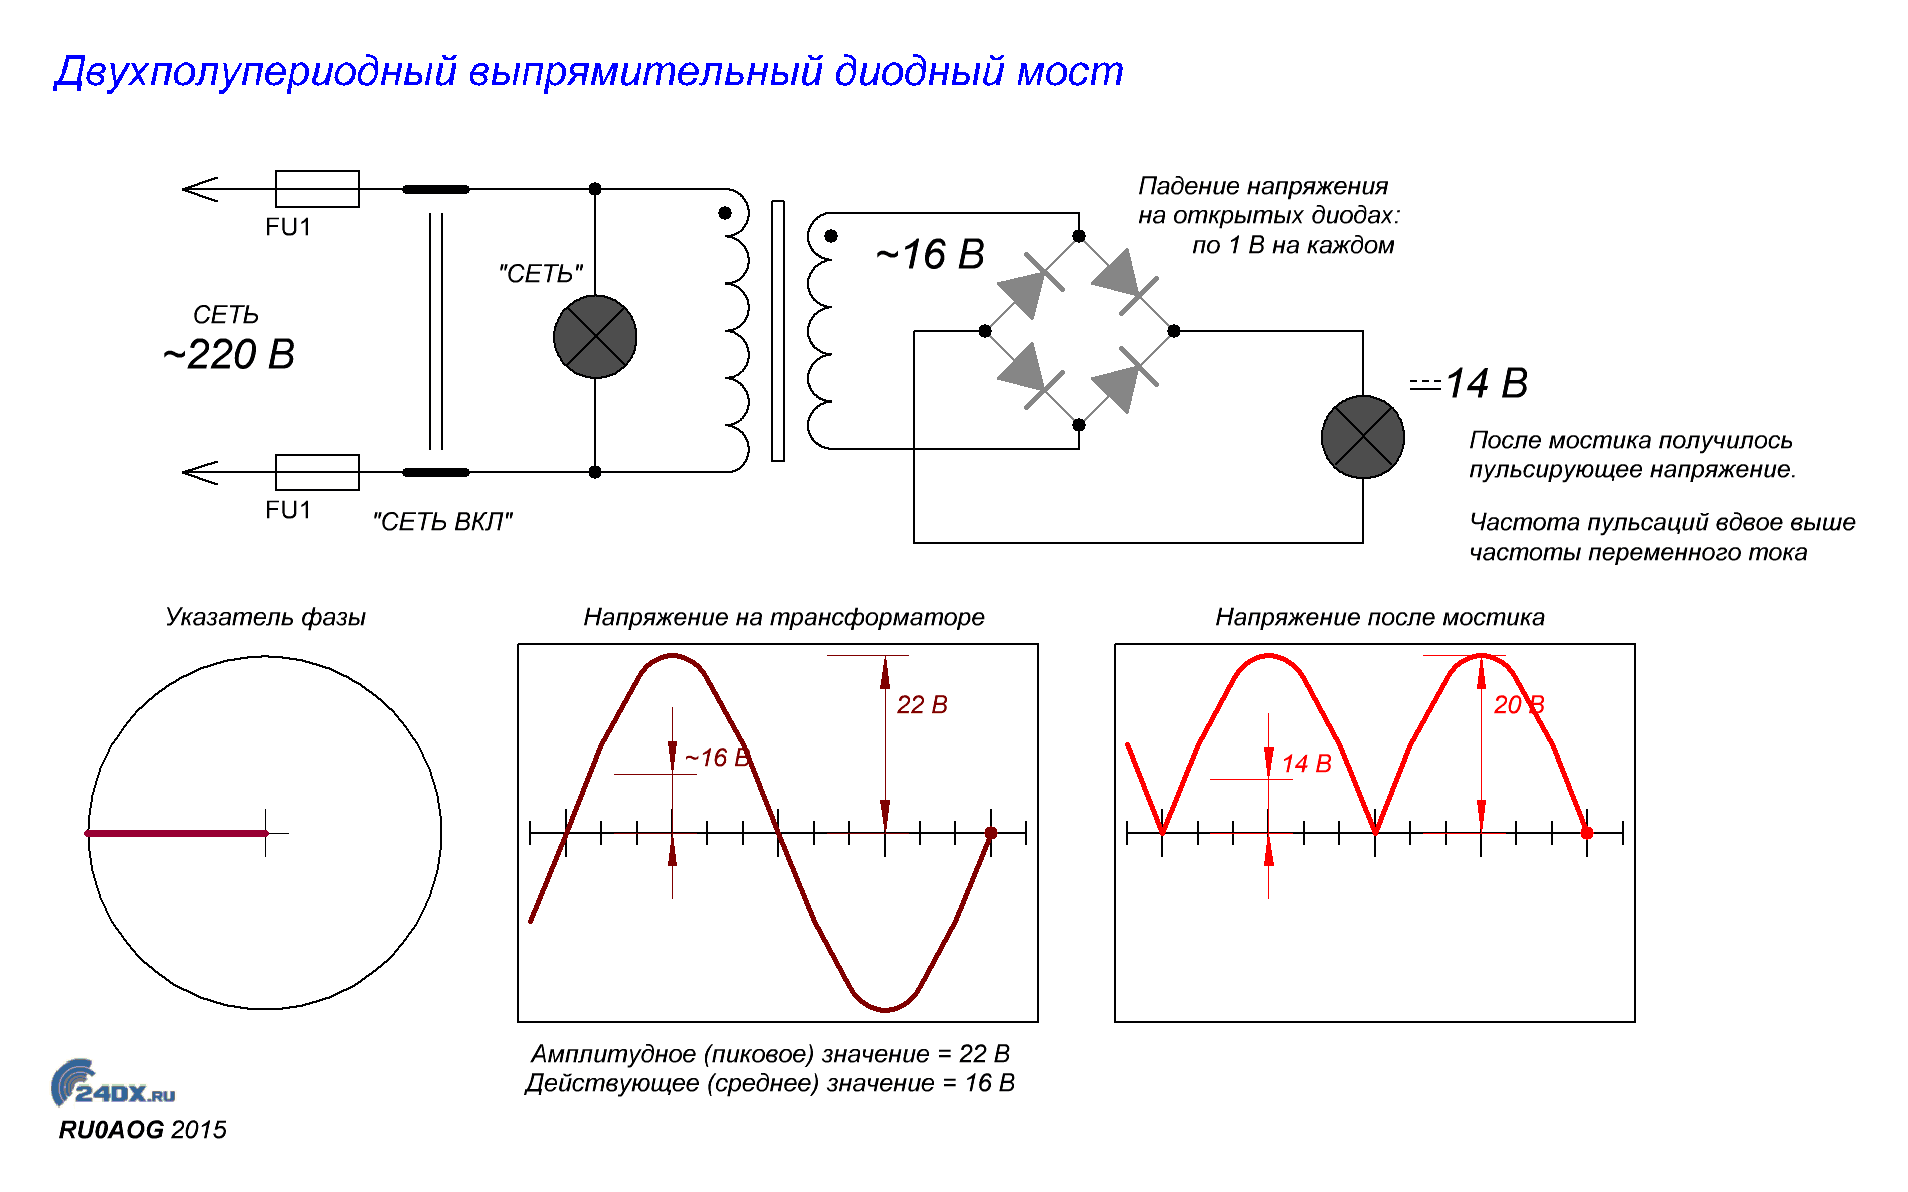 Двухполупериодный выпрямительный диодный мост
Падение напряжения
на открытых диодах:
по 1 В на каждом
FU1
~16 В
"СЕТЬ"
СЕТЬ
~220 В
14 В
После мостика получилось
пульсирующее напряжение.
FU1
"СЕТЬ ВКЛ"
Частота пульсаций вдвое выше
частоты переменного тока
Указатель фазы
Напряжение на трансформаторе
Напряжение после мостика
22 В
~16 В
20 В
14 В
Амплитудное (пиковое) значение = 22 В
Действующее (среднее) значение = 16 В
24DX.RU
RU0AOG 2015